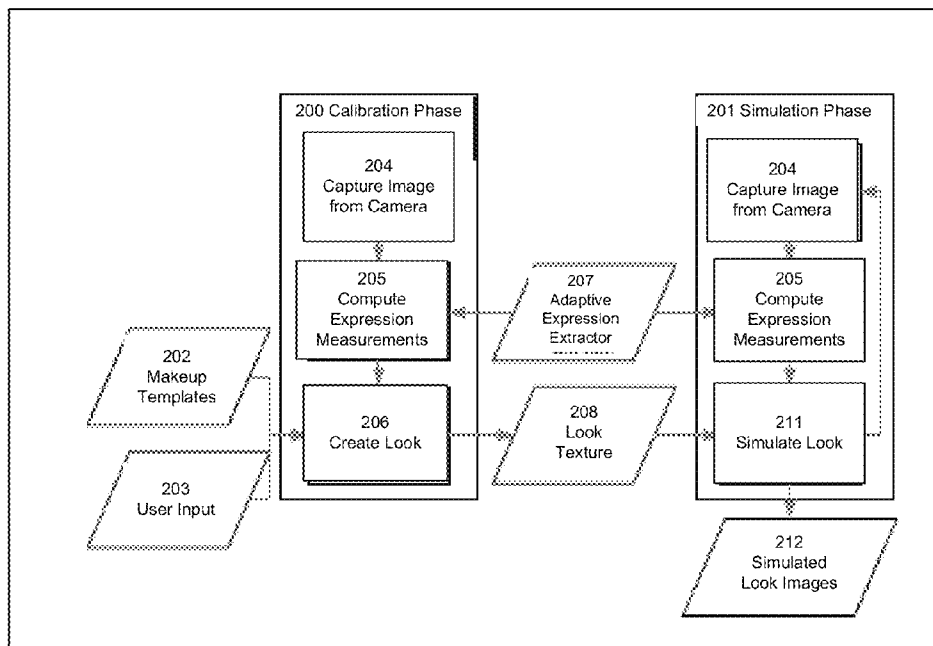 200 Calibration Phase
204
Capture Image
from Camera
205
Compute
Expression
Measurements
206
Create Look
202
Makeup
Templates
203
User Input
207
Adaptive
Expression
Extractor
208
Look
Texture
201 Simulation Phase
204
Capture Image
from Camera
205
Compute
Expression
Measurements
211
Simulate Look
212
Simulated
Look Images